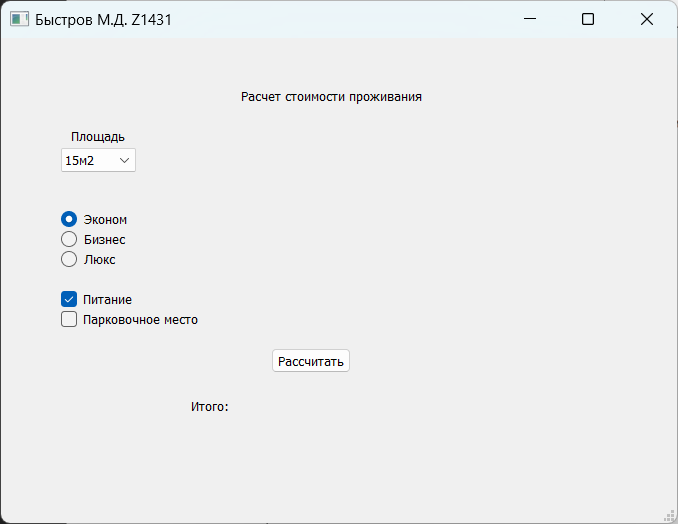 Быстров М.Д. Z1431
Расчет стоимости проживания
Площадь
15м2
Эконом
Бизнес
Люкс
Питание
Парковочное место
Рассчитать
Итого: